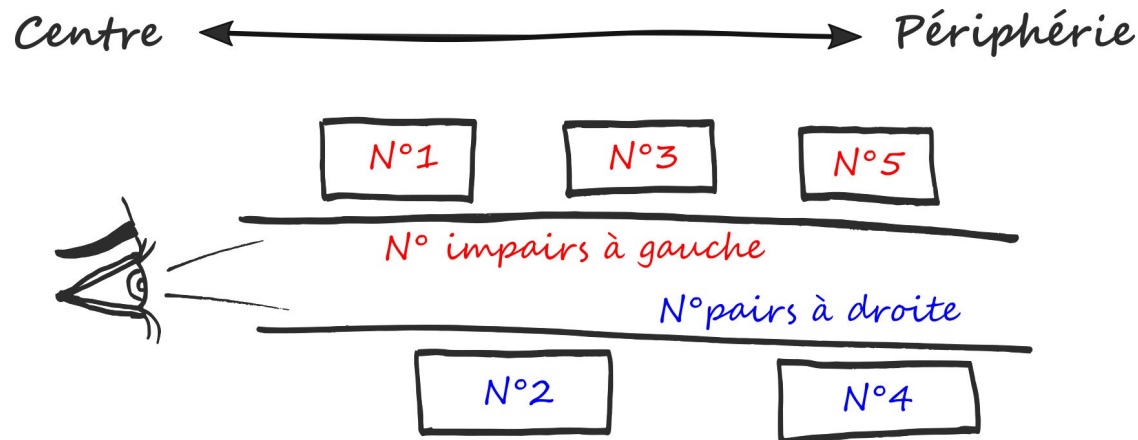 Centre Périphérie
N°1 N°3 N°5
N° impairs à gauche
N°pairs à droite
N°2 N°4